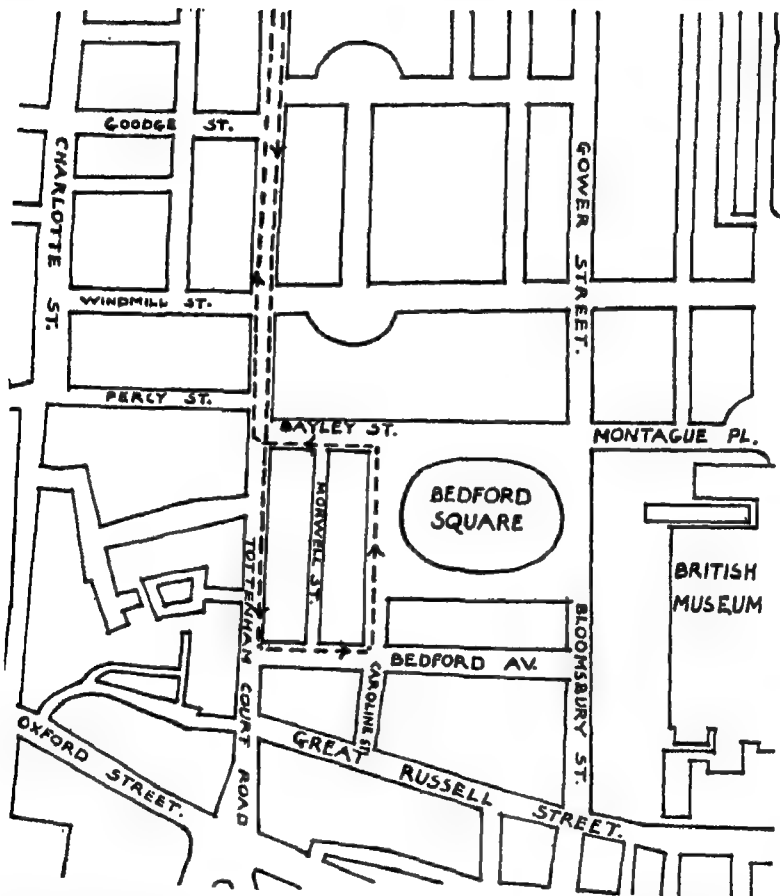 GOODGE ST.
CHARLOTTE ST.
GOWER STREET.
WINDMILL ST.
PERCY ST.
BAYLEY ST.
MONTAGUE PL.
BEDFORD
SQUARE
MORWELL ST.
TOTTENHAM COURT ROAD
BRITISH
MUSEUM
BEDFORD AV.
BLOOMSBURY ST.
CAROLINE ST.
OXFORD STREET.
GREAT RUSSELL STREET.